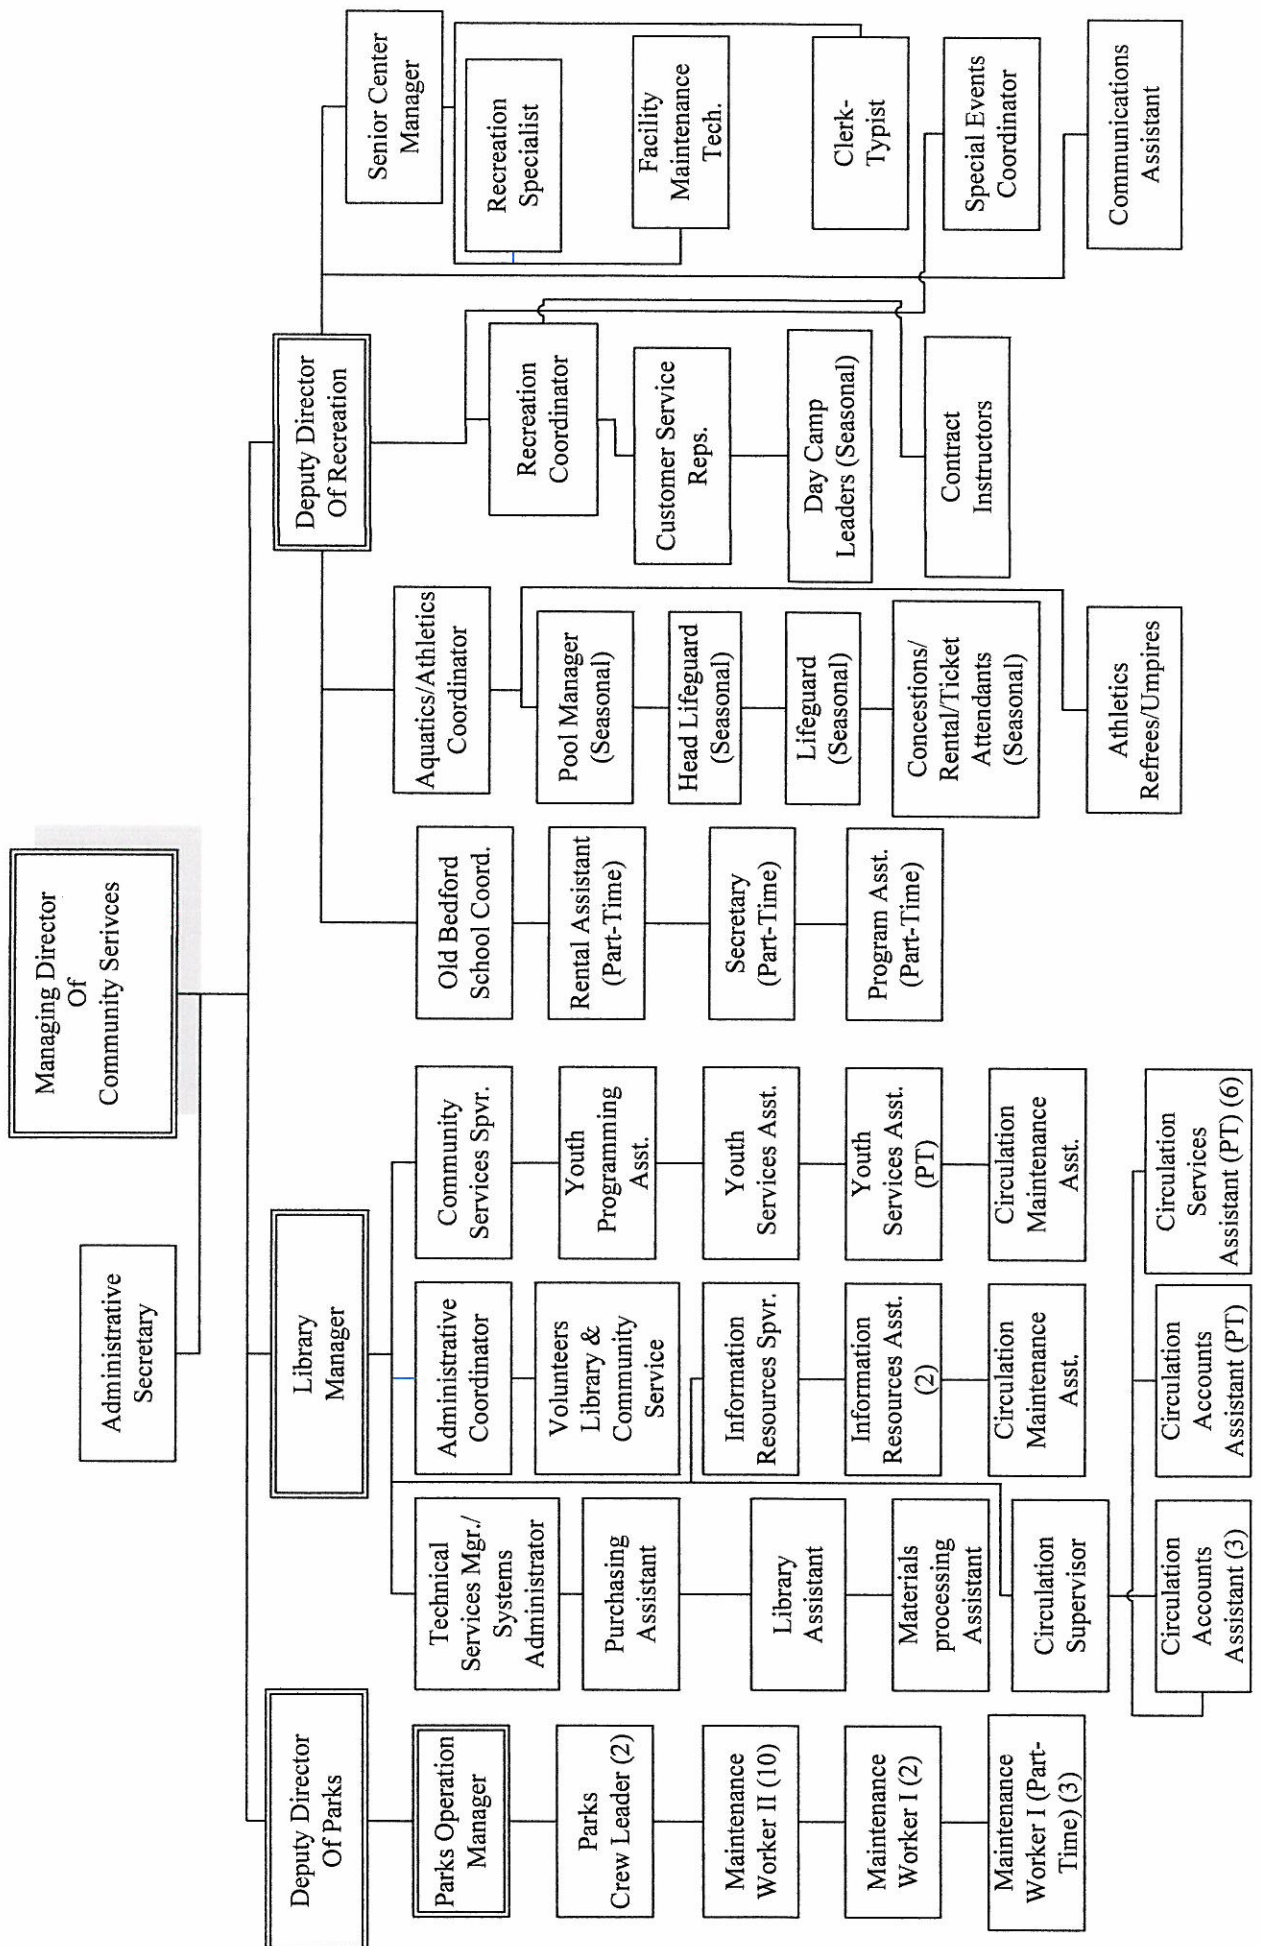 Managing Director
Of
Community Serivces
Administrative
Secretary
Deputy Director
Of Parks
Library
Manager
Deputy Director
Of Recreation
Parks Operation
Manager
Parks
Crew Leader (2)
Maintenance
Worker II (10)
Maintenance
Worker I (2)
Maintenance
Worker I (Part-
Time) (3)
Technical
Services Mgr./
Systems
Administrator
Purchasing
Assistant
Library
Assistant
Materials
processing
Assistant
Circulation
Supervisor
Circulation
Accounts
Assistant (3)
Circulation
Accounts
Assistant (PT)
Circulation
Services
Assistant (PT) (6)
Administrative
Coordinator
Volunteers
Library &
Community
Service
Information
Resources Spvr.
Information
Resources Asst.
(2)
Circulation
Maintenance
Asst.
Community
Services Spvr.
Youth
Programming
Asst.
Youth
Services Asst.
Youth
Services Asst.
(PT)
Circulation
Maintenance
Asst.
Old Bedford
School Coord.
Rental Assistant
(Part-Time)
Secretary
(Part-Time)
Program Asst.
(Part-Time)
Aquatics/Athletics
Coordinator
Pool Manager
(Seasonal)
Head Lifeguard
(Seasonal)
Lifeguard
(Seasonal)
Concestions/
Rental/Ticket
Attendants
(Seasonal)
Athletics
Refrees/Umpires
Recreation
Coordinator
Customer Service
Reps.
Day Camp
Leaders (Seasonal)
Contract
Instructors
Senior Center
Manager
Recreation
Specialist
Facility
Maintenance
Tech.
Clerk-
Typist
Special Events
Coordinator
Communications
Assistant